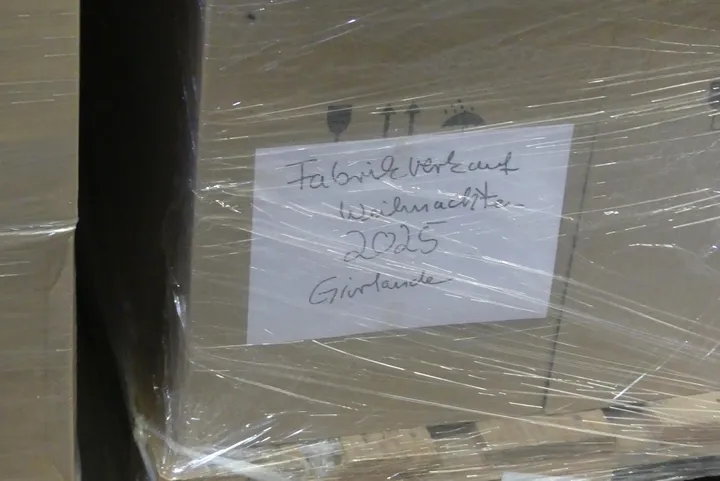 Fabrikverkauf
Weihnachten
2025
Girlande